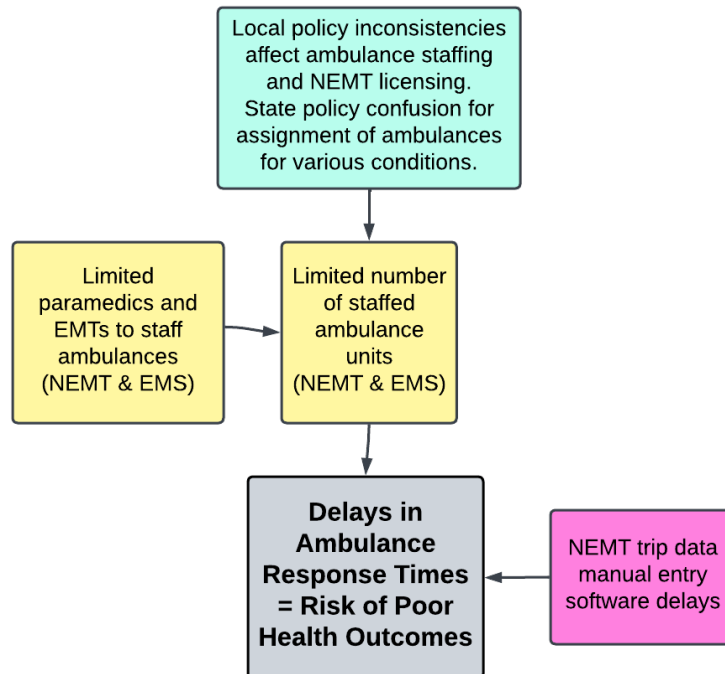 Local policy inconsistencies
affect ambulance staffing
and NEMT licensing.
State policy confusion for
assignment of ambulances
for various conditions.
Limited
paramedics and
EMTs to staff
ambulances
(NEMT & EMS)
Limited number
of staffed
ambulance
units
(NEMT & EMS)
Delays in
Ambulance
Response Times
= Risk of Poor
Health Outcomes
NEMT trip data
manual entry
software delays